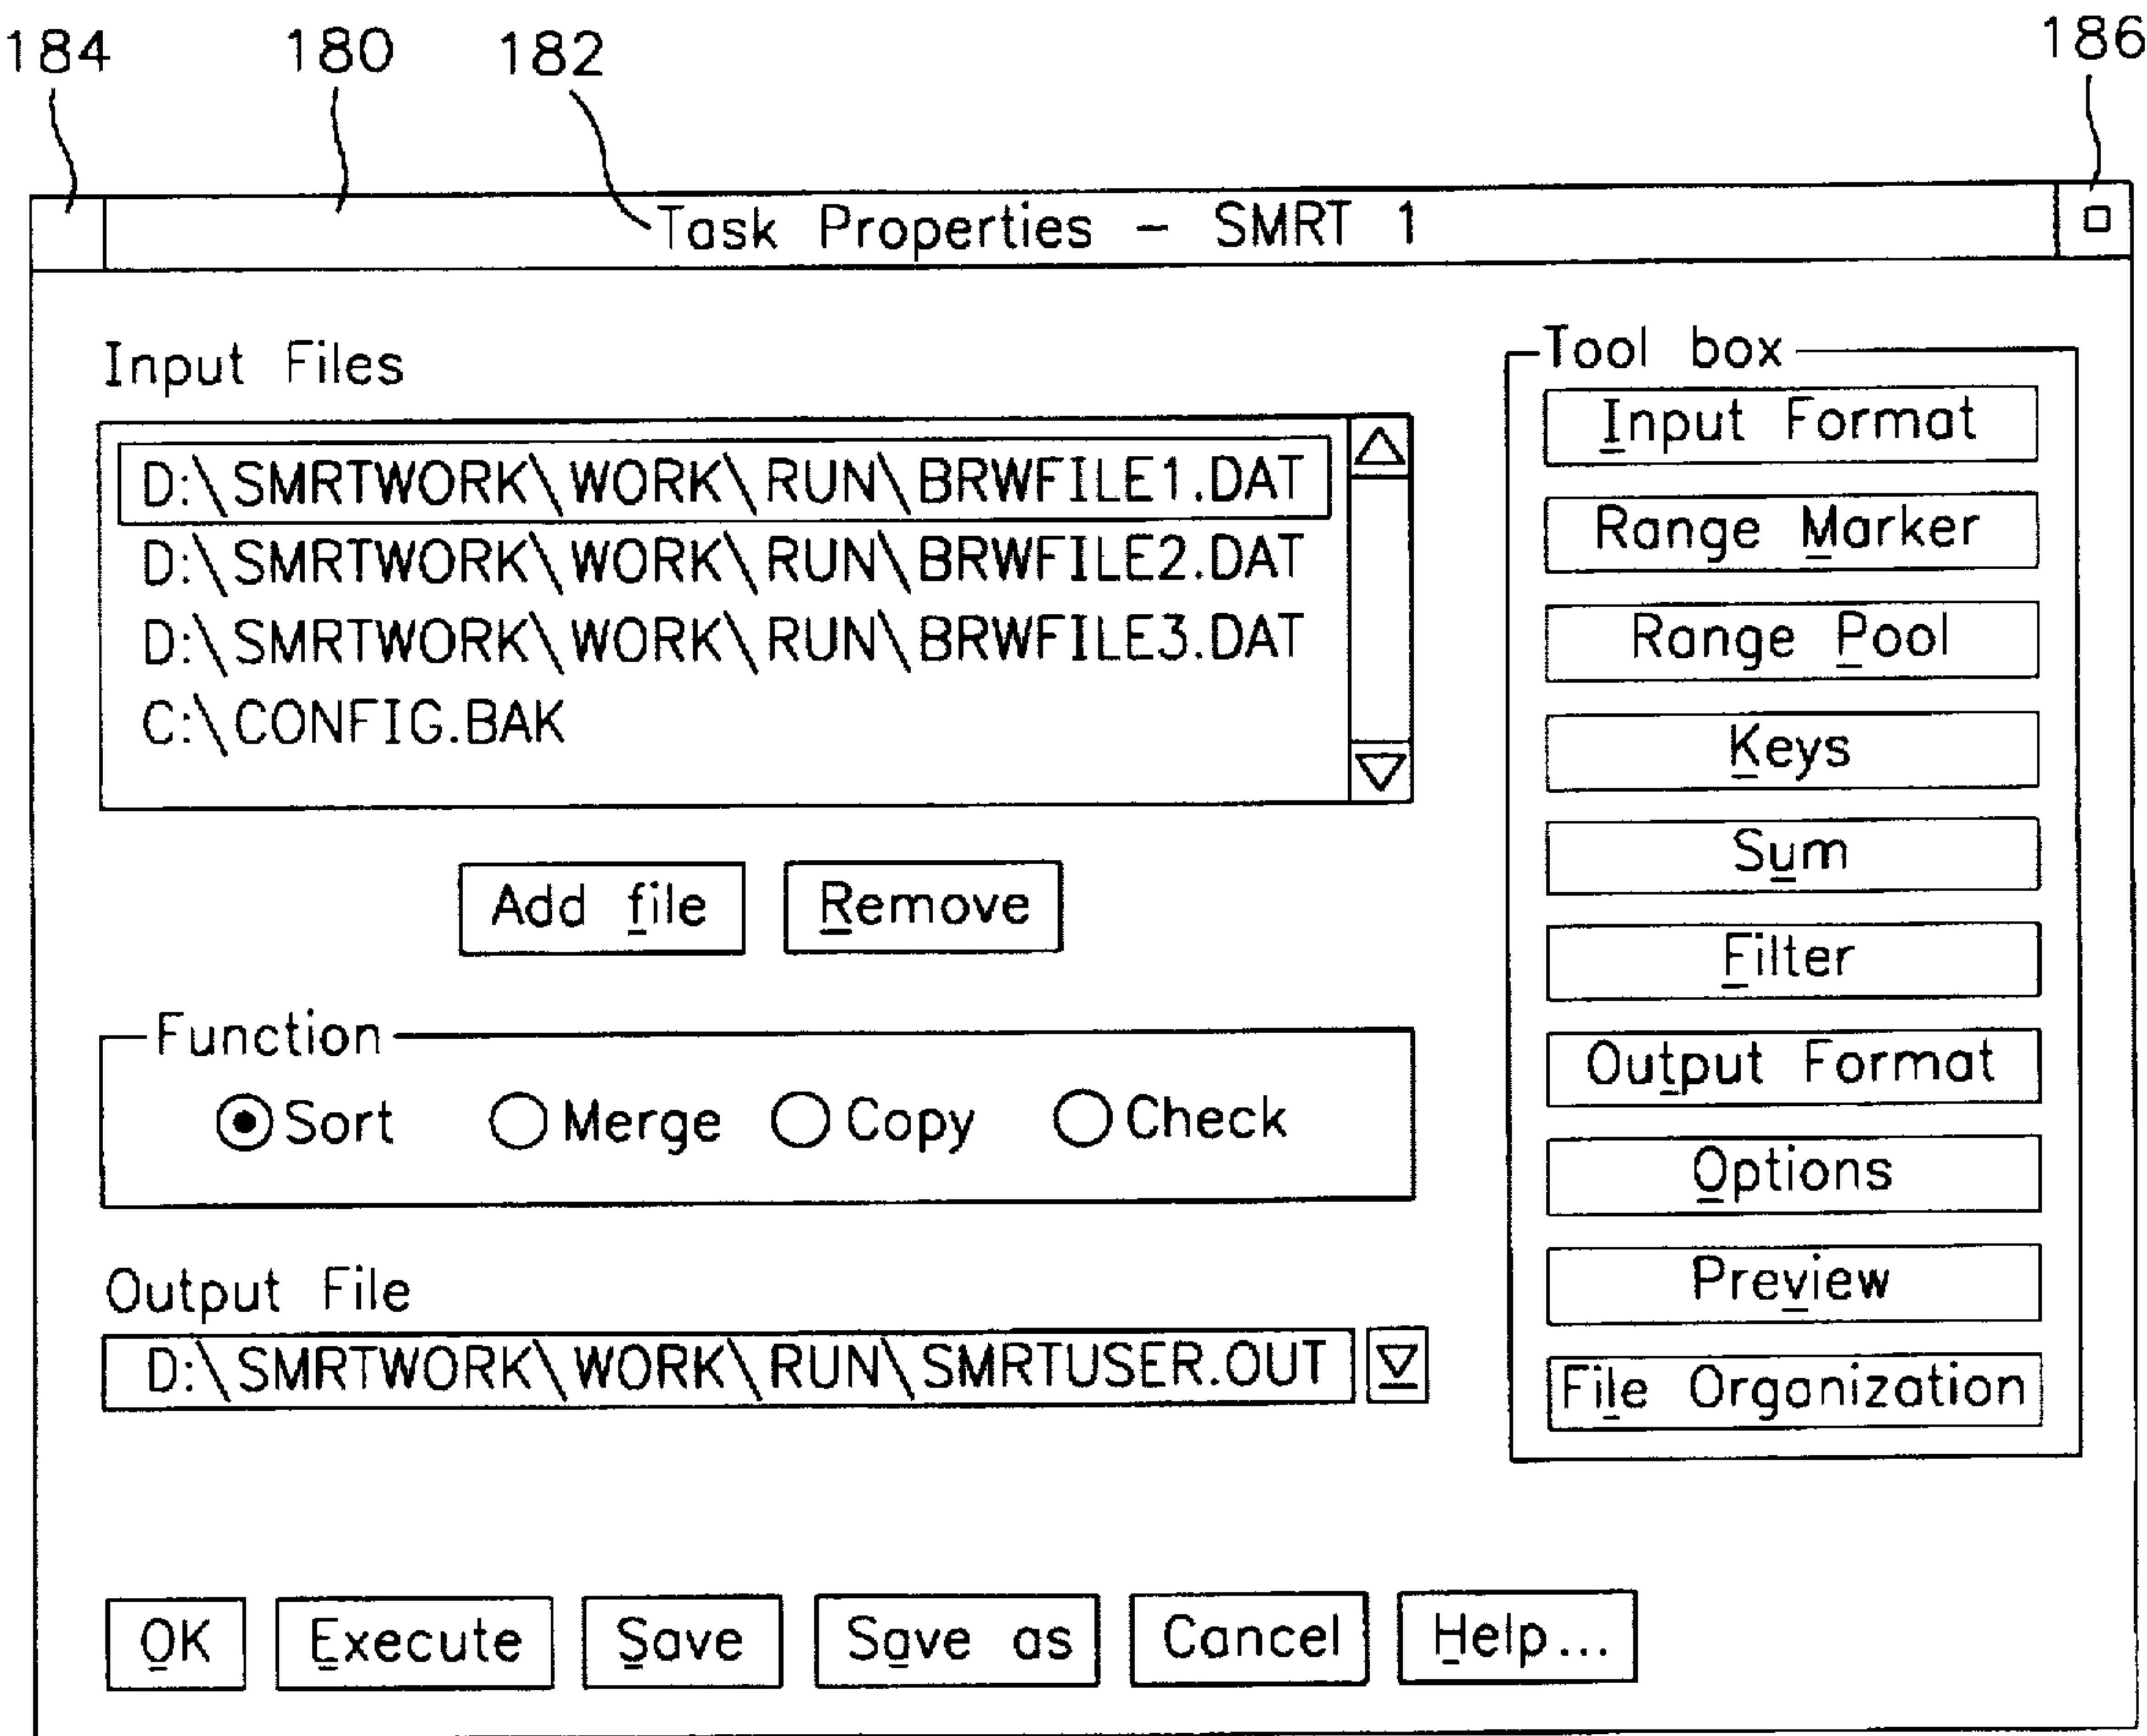 184 180 182 186
Task Properties - SMRT 1
Input Files
D:\SMRTWORK\WORK\RUN\BRWFILE1.DAT
D:\SMRTWORK\WORK\RUN\BRWFILE2.DAT
D:\SMRTWORK\WORK\RUN\BRWFILE3.DAT
C:\CONFIG.BAK
Add file Remove
Function
Sort Merge Copy Check
Output File
D:\SMRTWORK\WORK\RUN\SMRTUSER.OUT
Tool box
Input Format
Range Marker
Range Pool
Keys
Sum
Filter
Output Format
Options
Preview
File Organization
OK Execute Save Save as Cancel Help...